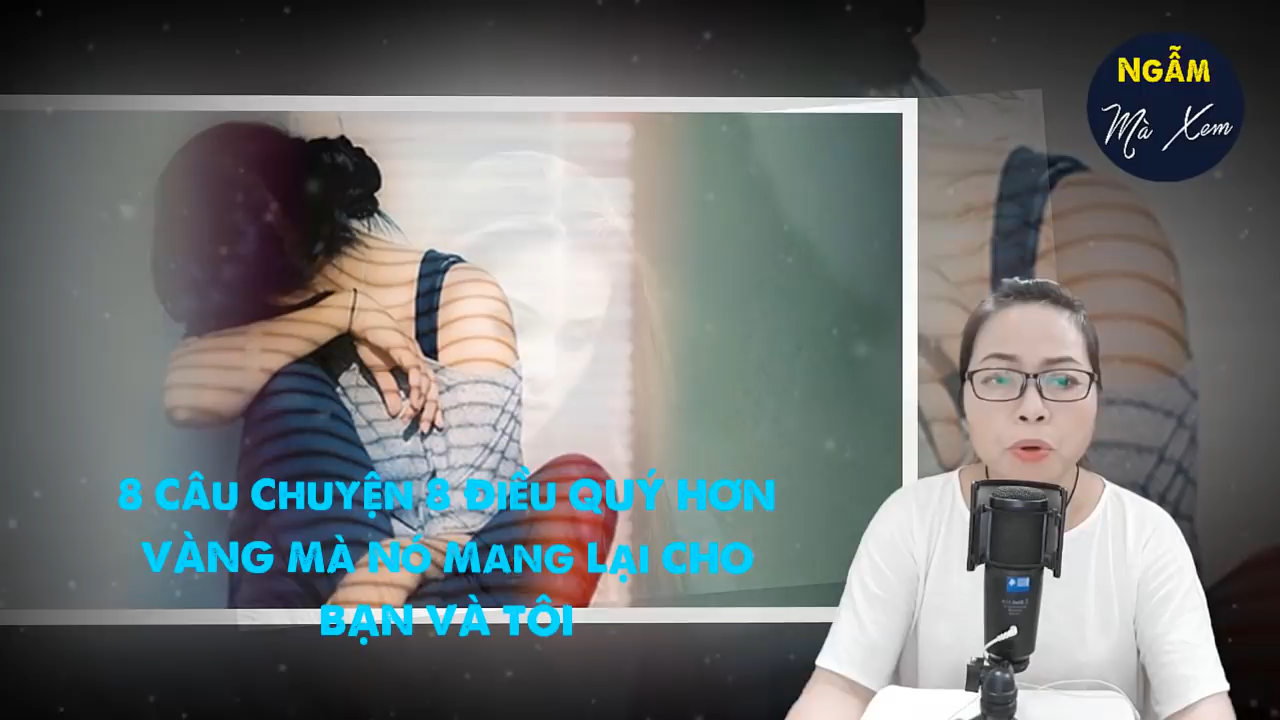 NGẪM
Mà Xem
8 CÂU CHUYỆN 8 ĐIỀU QUÝ HƠN
VÀNG MÀ NÓ MANG LẠI CHO
BẠN VÀ TÔI